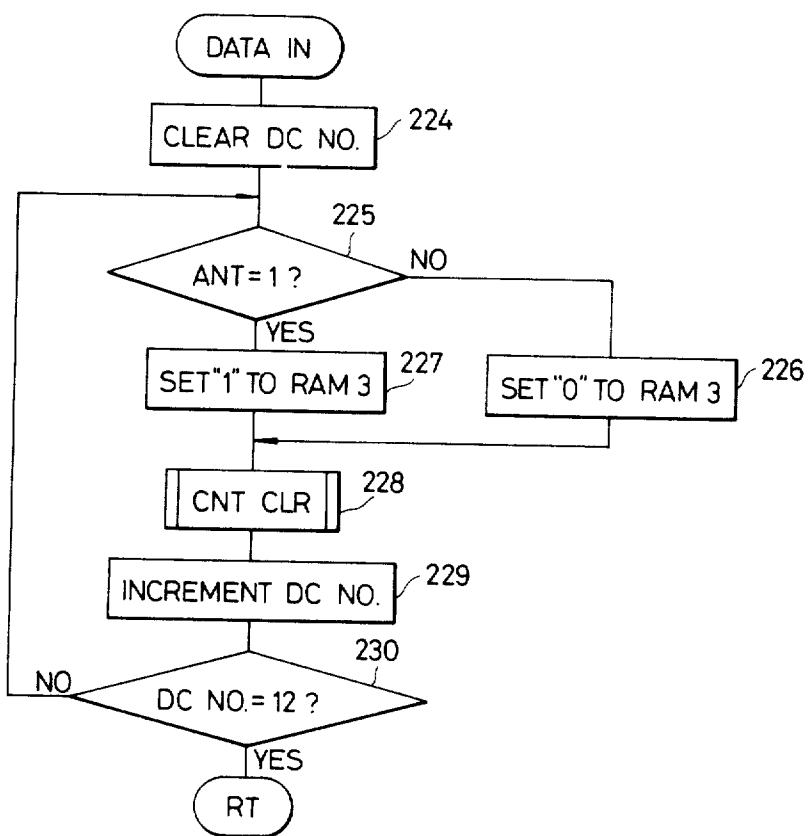 DATA IN
CLEAR DC NO.
224
225
ANT=1?
NO
YES
SET"1"TO RAM 3
227
SET"0"TO RAM 3
226
CNT CLR
228
INCREMENT DC NO.
229
230
NO
DC NO.=12?
YES
RT